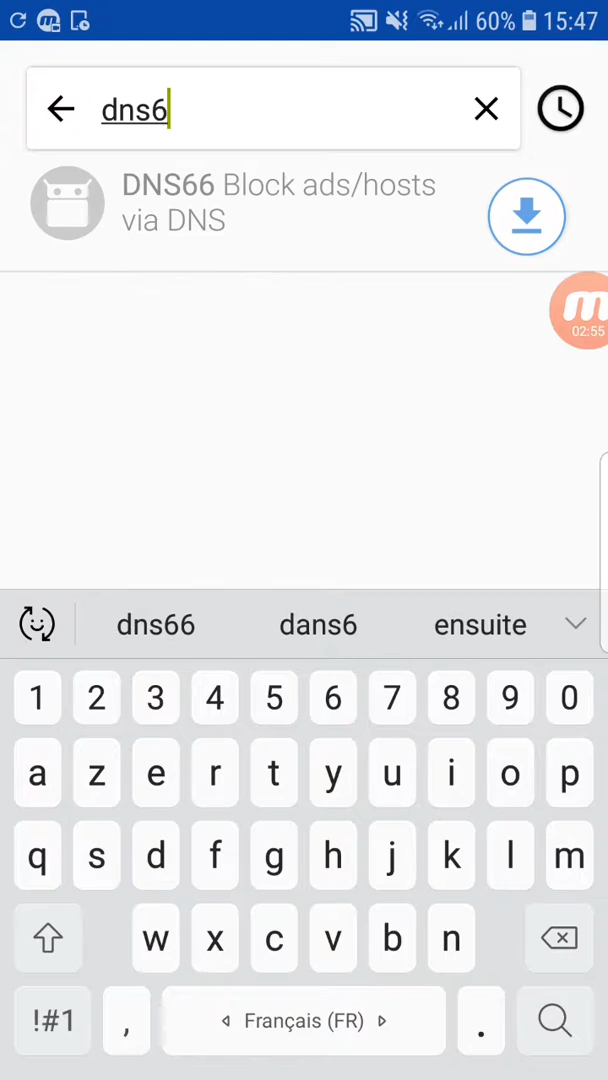 60% 15:47
dns6
DNS66 Block ads/hosts
via DNS
02:55
dns66 dans6 ensuite
1 2 3 4 5 6 7 8 9 0
a z e r t y u i o p
q s d f g h j k l m
w x c v b n
!#1 , Français (FR) .